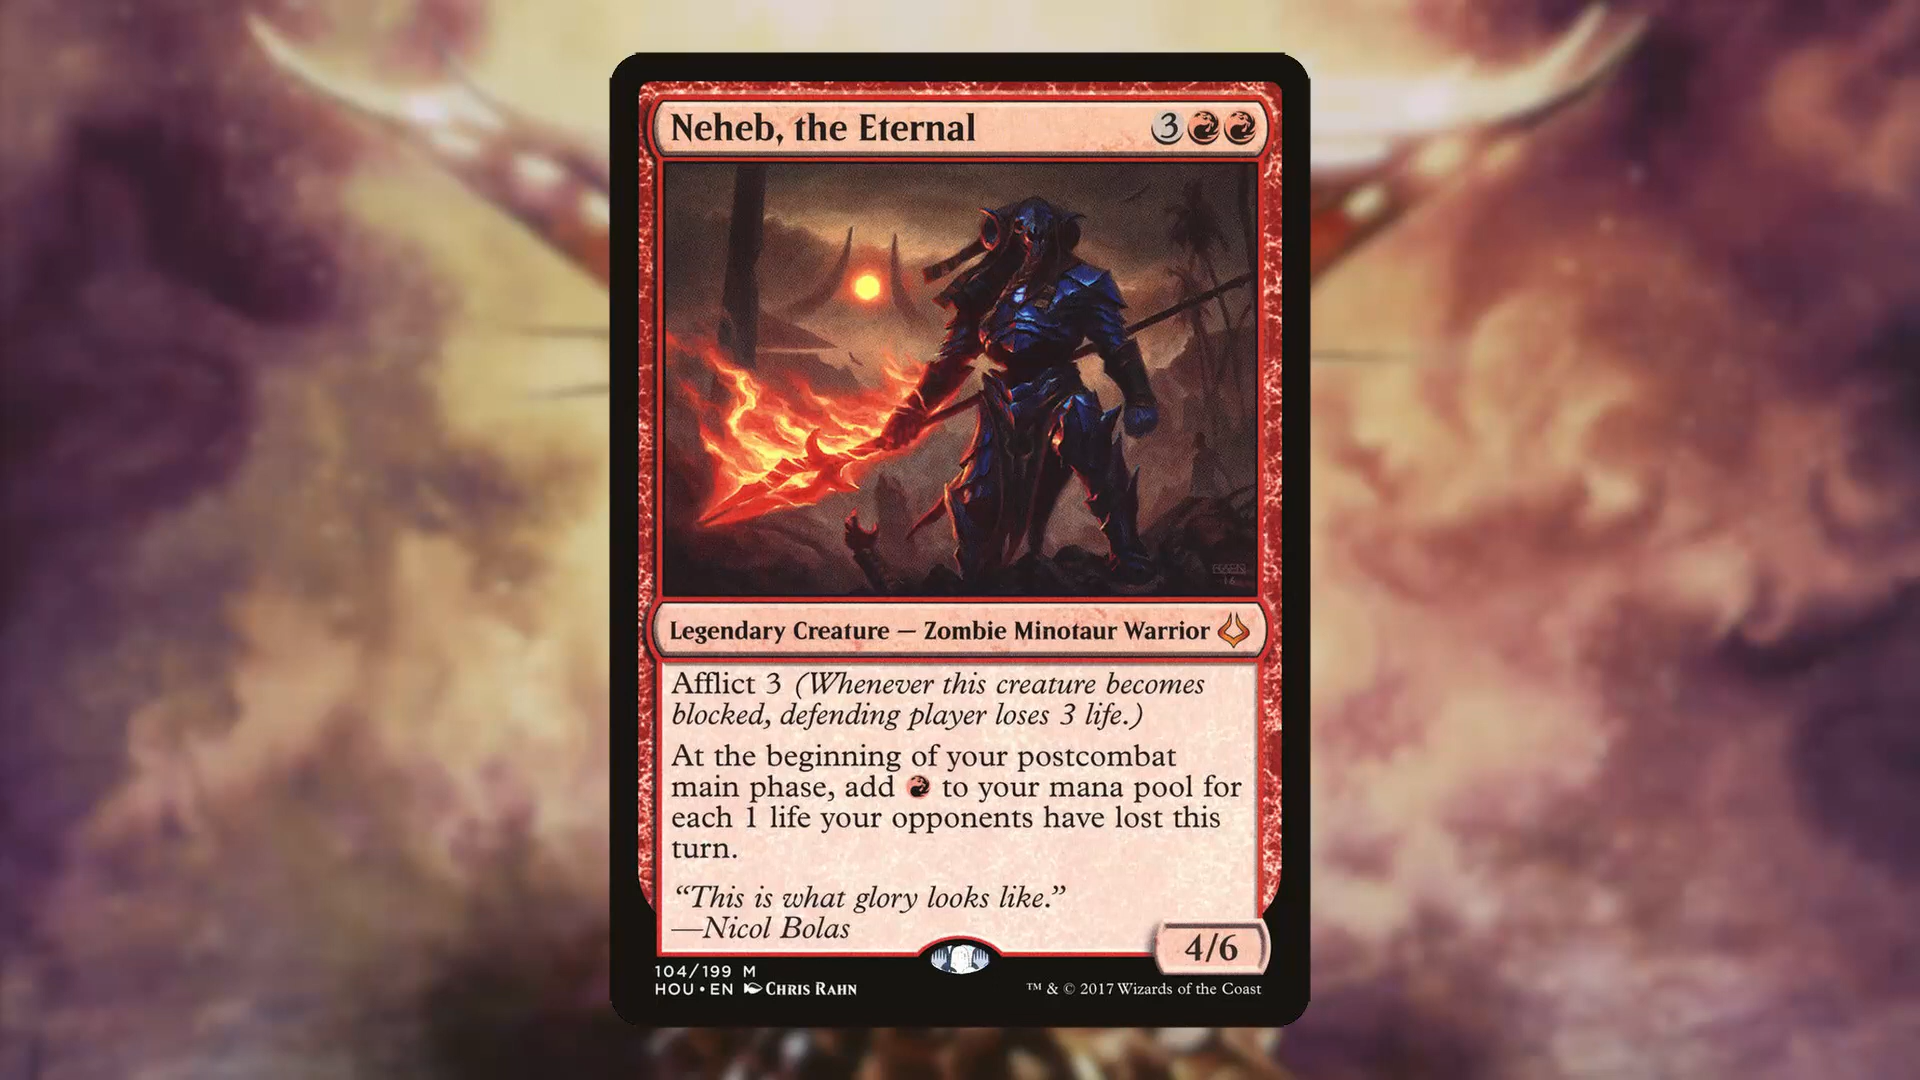 Neheb, the Eternal 3
Legendary Creature — Zombie Minotaur Warrior
Afflict 3 (Whenever this creature becomes
blocked, defending player loses 3 life.)
At the beginning of your postcombat
main phase, add to your mana pool for
each 1 life your opponents have lost this
turn.
“This is what glory looks like.”
—Nicol Bolas
4/6
104/199 M
HOU • EN Chris Rahn
™ & © 2017 Wizards of the Coast